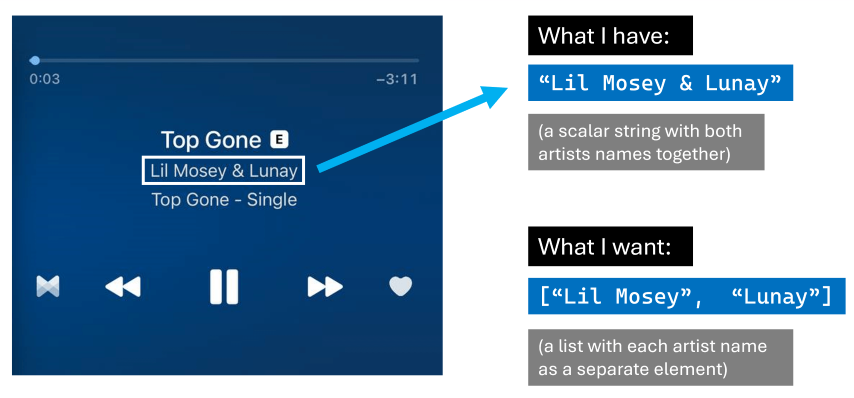 0:03
−3:11
Top Gone E
Lil Mosey & Lunay
Top Gone - Single
What I have:
“Lil Mosey & Lunay”
(a scalar string with both
artists names together)
What I want:
[“Lil Mosey”, “Lunay”]
(a list with each artist name
as a separate element)